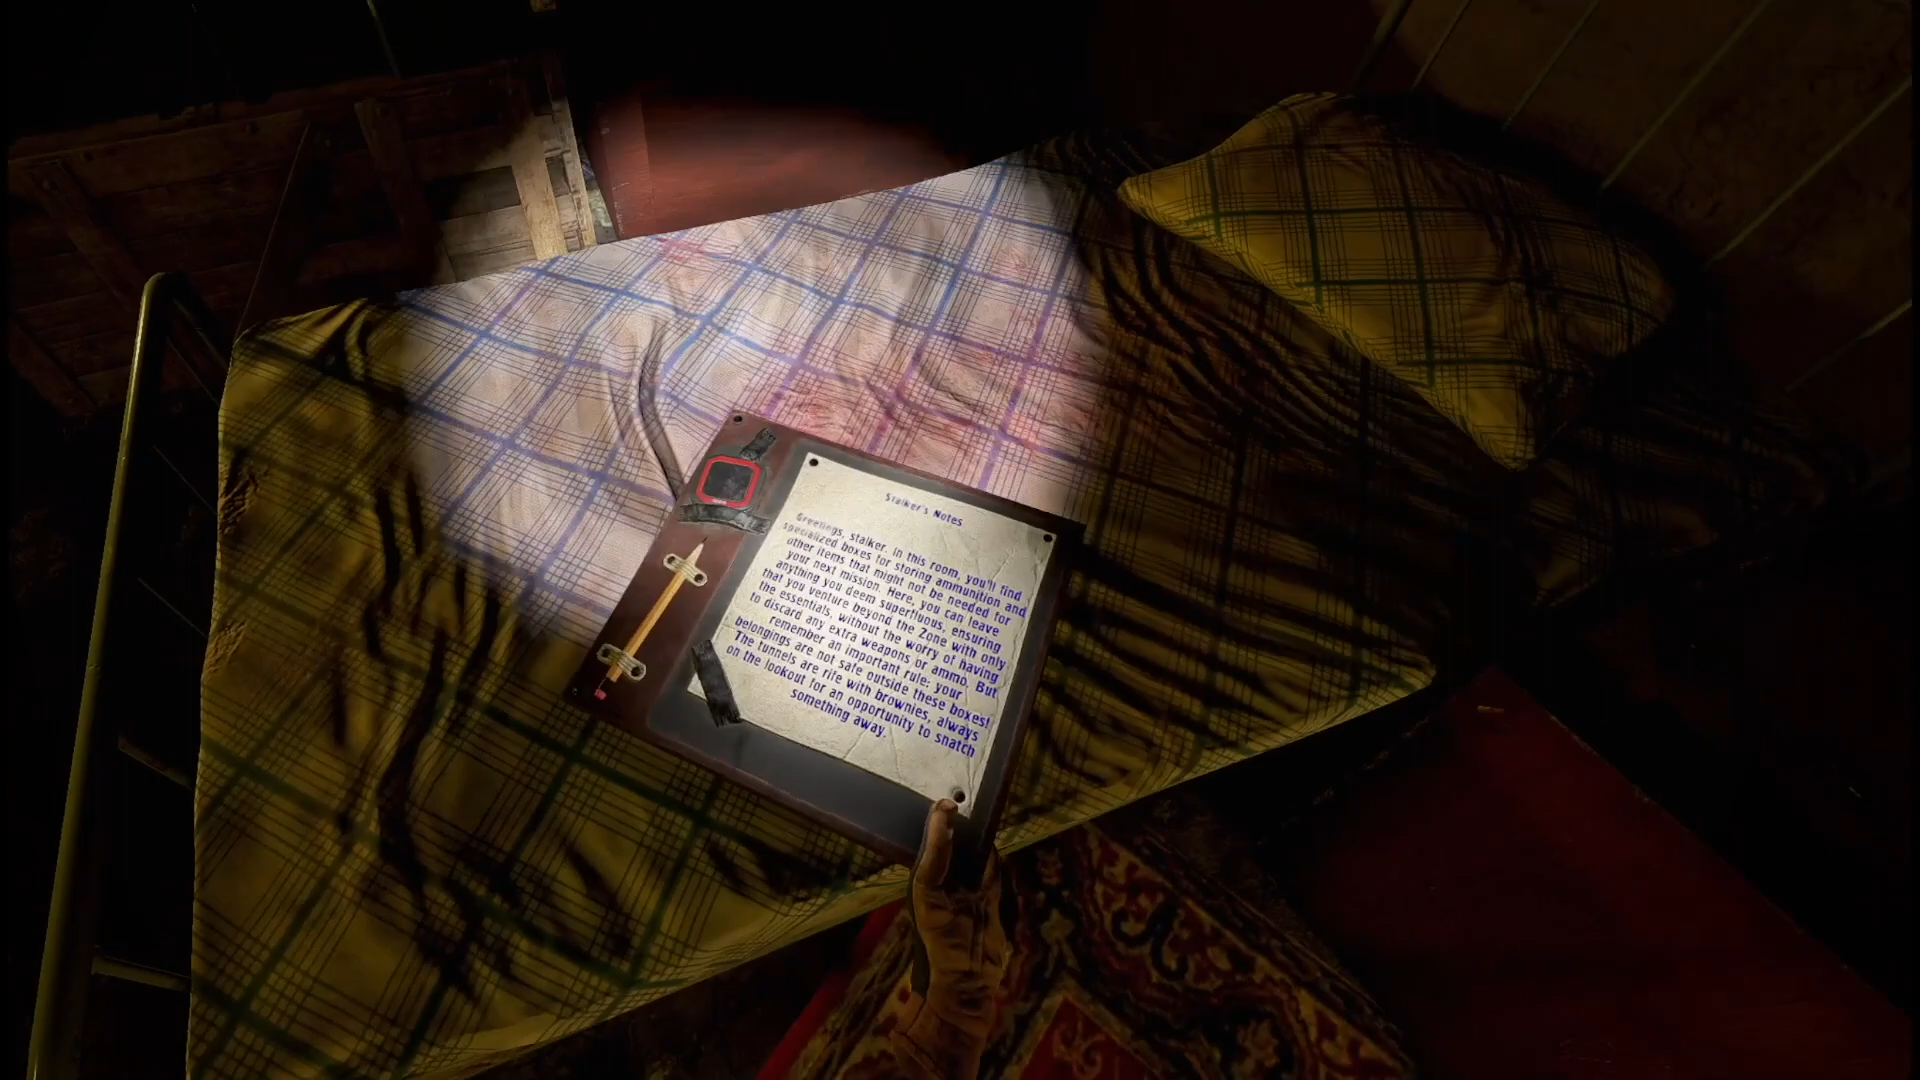 Stalker's Notes
Greetings, stalker. In this room, you'll find
specialized boxes for storing ammunition and
other items that might not be needed for
your next mission. Here, you can leave
anything you deem superfluous, ensuring
that you venture beyond the Zone with only
the essentials, without the worry of having
to discard any extra weapons or ammo. But
remember an important rule: your
belongings are not safe outside these boxes!
The tunnels are rife with brownies, always
on the lookout for an opportunity to snatch
something away.